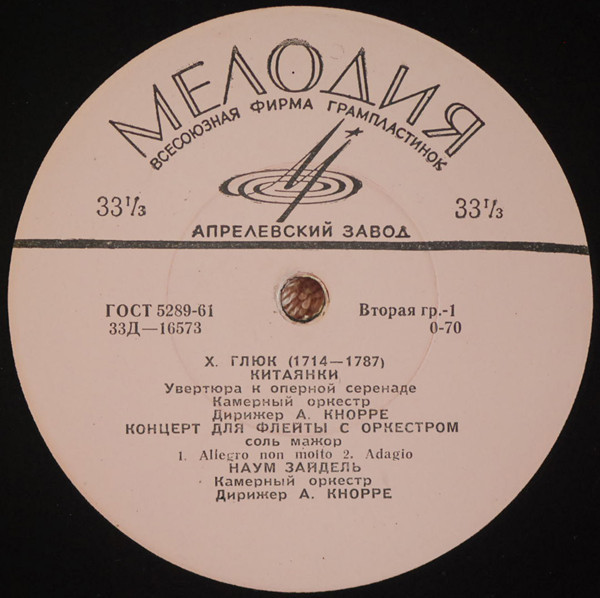 МЕЛОДИЯ
ВСЕСОЮЗНАЯ ФИРМА ГРАМПЛАСТИНОК
33 1/3
33 1/3
АПРЕЛЕВСКИЙ ЗАВОД
ГОСТ 5289-61
33Д—16573
Вторая гр.-1
0-70
Х. ГЛЮК (1714—1787)
КИТАЯНКИ
Увертюра к оперной серенаде
Камерный оркестр
Дирижер А. КНОРРЕ
КОНЦЕРТ ДЛЯ ФЛЕЙТЫ С ОРКЕСТРОМ
соль мажор
1. Allegro non molto 2. Adagio
НАУМ ЗАЙДЕЛЬ
Камерный оркестр
Дирижер А. КНОРРЕ